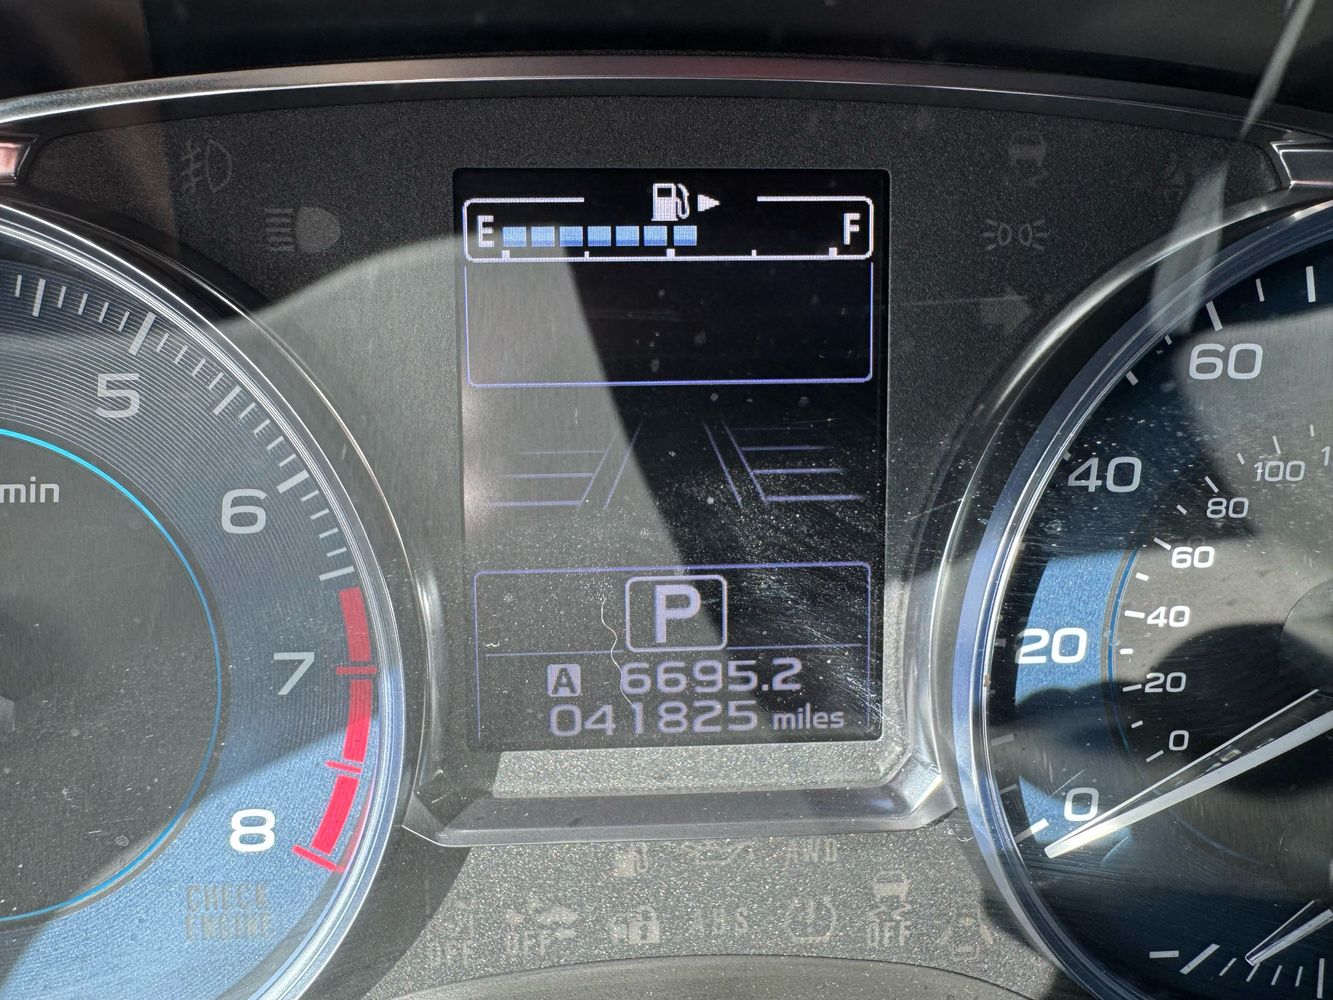 E F
5
min
6
7
8
P
A 6695.2
041825 miles
60
40
20
0
100
80
60
40
20
0
CHECK
ENGINE
AWD
OFF
OFF
ABS
OFF